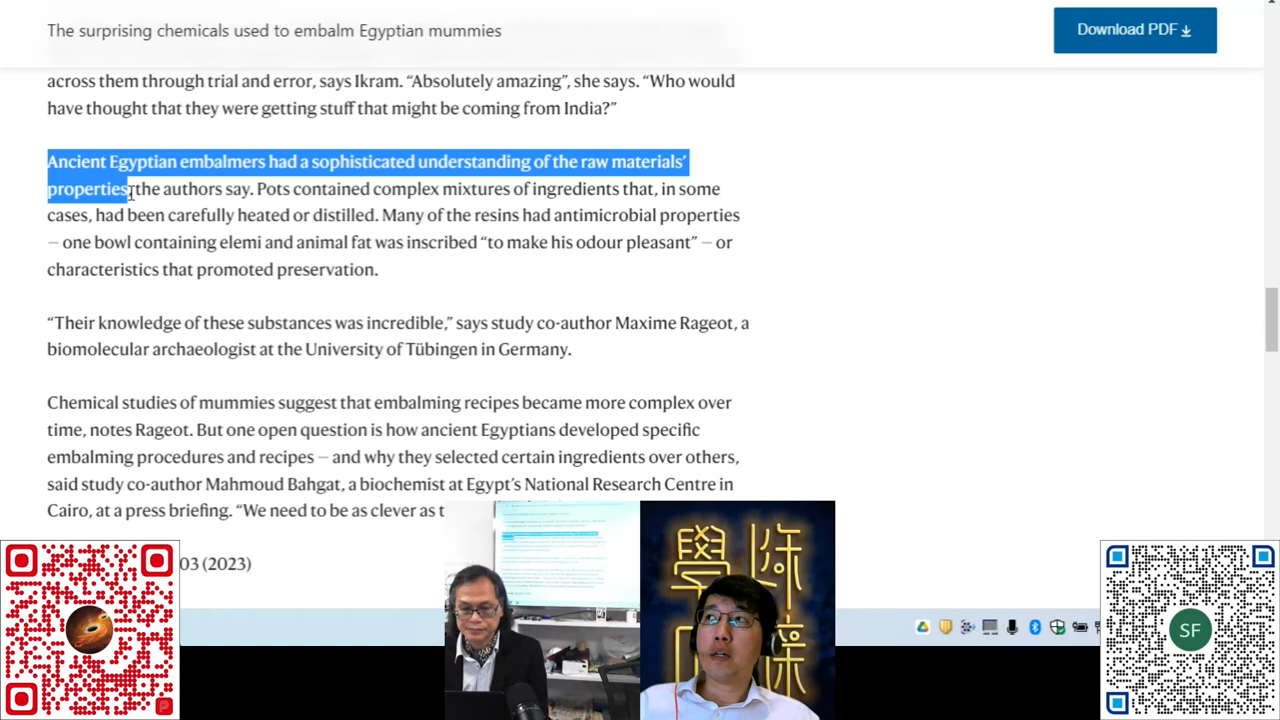 The surprising chemicals used to embalm Egyptian mummies
Download PDF
across them through trial and error, says Ikram. “Absolutely amazing”, she says. “Who would
have thought that they were getting stuff that might be coming from India?”
Ancient Egyptian embalmers had a sophisticated understanding of the raw materials’
properties, the authors say. Pots contained complex mixtures of ingredients that, in some
cases, had been carefully heated or distilled. Many of the resins had antimicrobial properties
— one bowl containing elemi and animal fat was inscribed “to make his odour pleasant” — or
characteristics that promoted preservation.
“Their knowledge of these substances was incredible,” says study co-author Maxime Rageot, a
biomolecular archaeologist at the University of Tübingen in Germany.
Chemical studies of mummies suggest that embalming recipes became more complex over
time, notes Rageot. But one open question is how ancient Egyptians developed specific
embalming procedures and recipes — and why they selected certain ingredients over others,
said study co-author Mahmoud Bahgat, a biochemist at Egypt’s National Research Centre in
Cairo, at a press briefing. “We need to be as clever as t
03 (2023)
SF